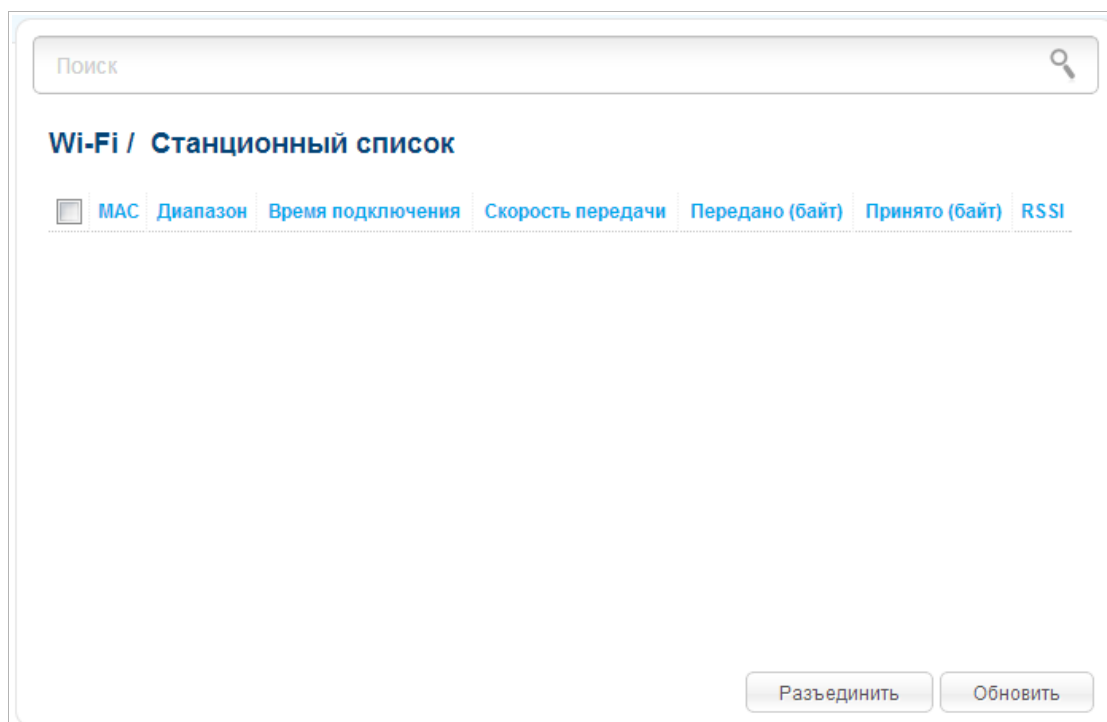 Поиск
Wi-Fi / Станционный список
MAC Диапазон Время подключения Скорость передачи Передано (байт) Принято (байт) RSSI
Разъединить Обновить